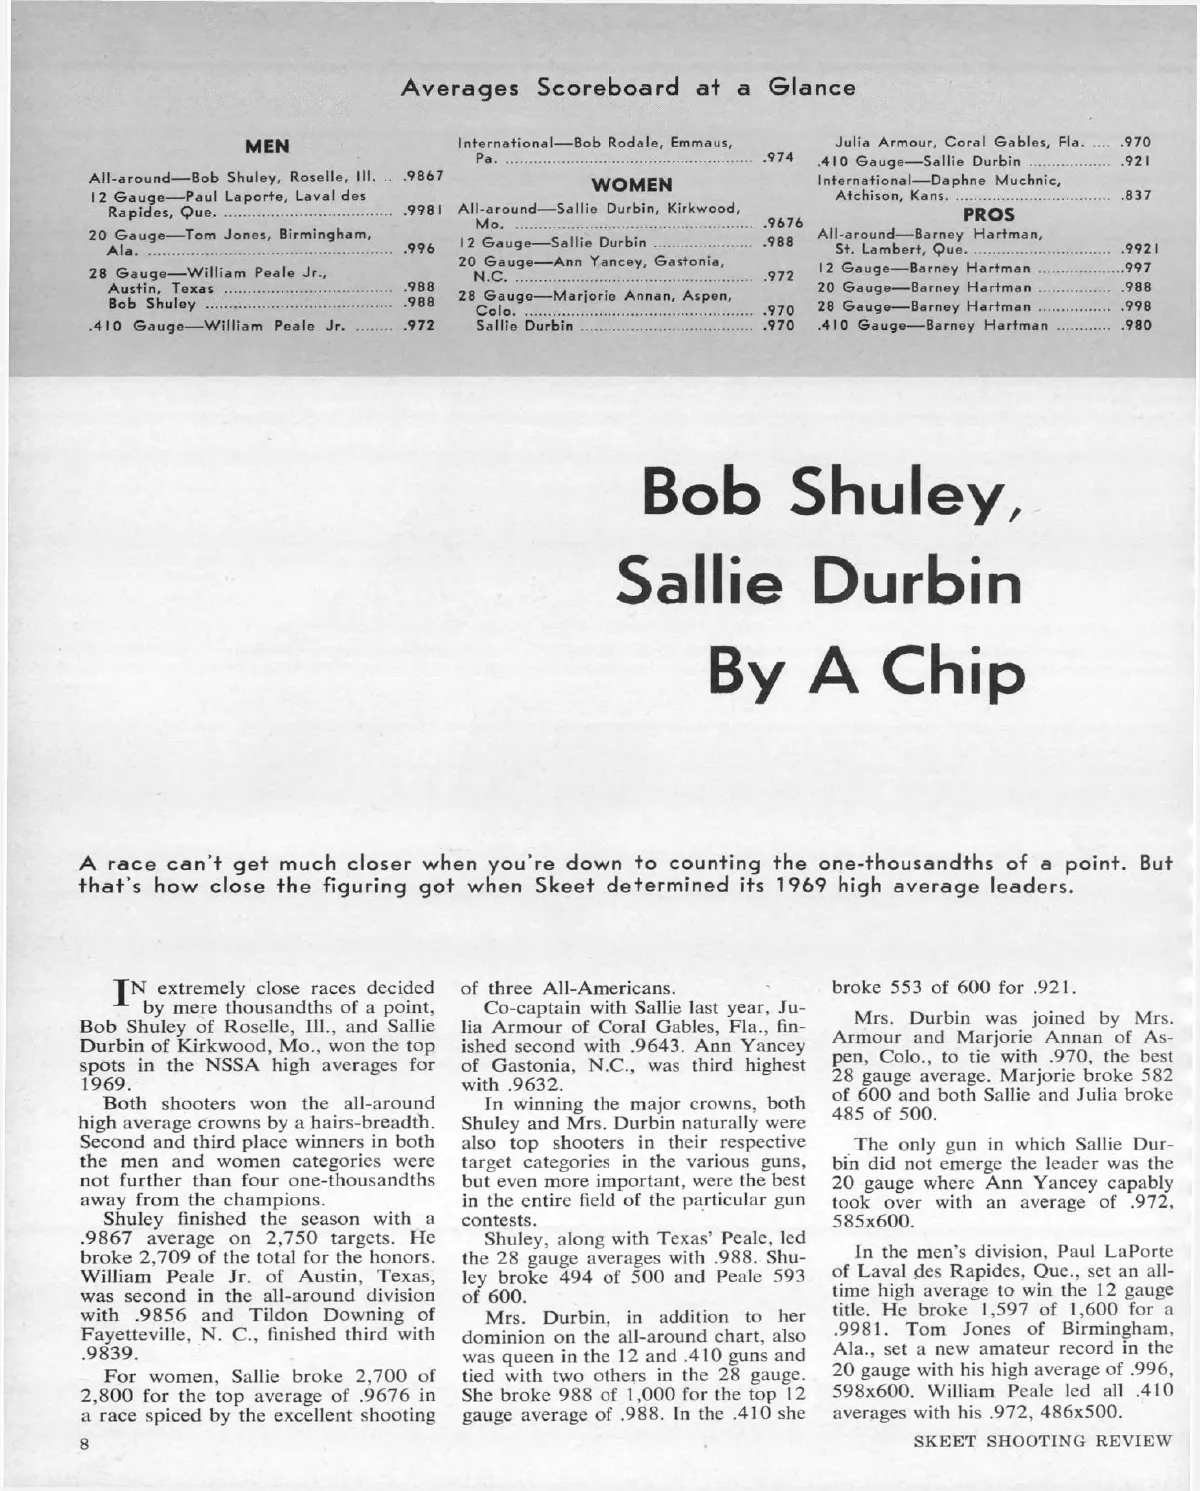 Averages Scoreboard at a Glance
MEN
All-around—Bob Shuley, Roselle, Ill. .. .9867
12 Gauge—Paul Laporte, Laval des
Rapides, Que. .................................. .9981
20 Gauge—Tom Jones, Birmingham,
Ala. ................................................. .996
28 Gauge—William Peale Jr.,
Austin, Texas .................................. .988
Bob Shuley ...................................... .988
.410 Gauge—William Peale Jr. ........ .972
International—Bob Rodale, Emmaus,
Pa. .................................................. .974
WOMEN
All-around—Sallie Durbin, Kirkwood,
Mo. ................................................ .9676
12 Gauge—Sallie Durbin .................... .988
20 Gauge—Ann Yancey, Gastonia,
N.C. ................................................ .972
28 Gauge—Marjorie Annan, Aspen,
Colo. .............................................. .970
Sallie Durbin ................................... .970
Julia Armour, Coral Gables, Fla. .... .970
.410 Gauge—Sallie Durbin ................. .921
International—Daphne Muchnic,
Atchison, Kans. ................................ .837
PROS
All-around—Barney Hartman,
St. Lambert, Que. ............................ .9921
12 Gauge—Barney Hartman ..................997
20 Gauge—Barney Hartman ............... .988
28 Gauge—Barney Hartman ............... .998
.410 Gauge—Barney Hartman ............ .980
Bob Shuley,
Sallie Durbin
By A Chip
A race can't get much closer when you're down to counting the one-thousandths of a point. But
that's how close the figuring got when Skeet determined its 1969 high average leaders.
IN extremely close races decided
by mere thousandths of a point,
Bob Shuley of Roselle, Ill., and Sallie
Durbin of Kirkwood, Mo., won the top
spots in the NSSA high averages for
1969.
Both shooters won the all-around
high average crowns by a hairs-breadth.
Second and third place winners in both
the men and women categories were
not further than four one-thousandths
away from the champions.
Shuley finished the season with a
.9867 average on 2,750 targets. He
broke 2,709 of the total for the honors.
William Peale Jr. of Austin, Texas,
was second in the all-around division
with .9856 and Tildon Downing of
Fayetteville, N. C., finished third with
.9839.
For women, Sallie broke 2,700 of
2,800 for the top average of .9676 in
a race spiced by the excellent shooting
of three All-Americans.
Co-captain with Sallie last year, Ju-
lia Armour of Coral Gables, Fla., fin-
ished second with .9643. Ann Yancey
of Gastonia, N.C., was third highest
with .9632.
In winning the major crowns, both
Shuley and Mrs. Durbin naturally were
also top shooters in their respective
target categories in the various guns,
but even more important, were the best
in the entire field of the particular gun
contests.
Shuley, along with Texas' Peale, led
the 28 gauge averages with .988. Shu-
ley broke 494 of 500 and Peale 593
of 600.
Mrs. Durbin, in addition to her
dominion on the all-around chart, also
was queen in the 12 and .410 guns and
tied with two others in the 28 gauge.
She broke 988 of 1,000 for the top 12
gauge average of .988. In the .410 she
broke 553 of 600 for .921.
Mrs. Durbin was joined by Mrs.
Armour and Marjorie Annan of As-
pen, Colo., to tie with .970, the best
28 gauge average. Marjorie broke 582
of 600 and both Sallie and Julia broke
485 of 500.
The only gun in which Sallie Dur-
bin did not emerge the leader was the
20 gauge where Ann Yancey capably
took over with an average of .972,
585x600.
In the men's division, Paul LaPorte
of Laval des Rapides, Que., set an all-
time high average to win the 12 gauge
title. He broke 1,597 of 1,600 for a
.9981. Tom Jones of Birmingham,
Ala., set a new amateur record in the
20 gauge with his high average of .996,
598x600. William Peale led all .410
averages with his .972, 486x500.
8
SKEET SHOOTING REVIEW